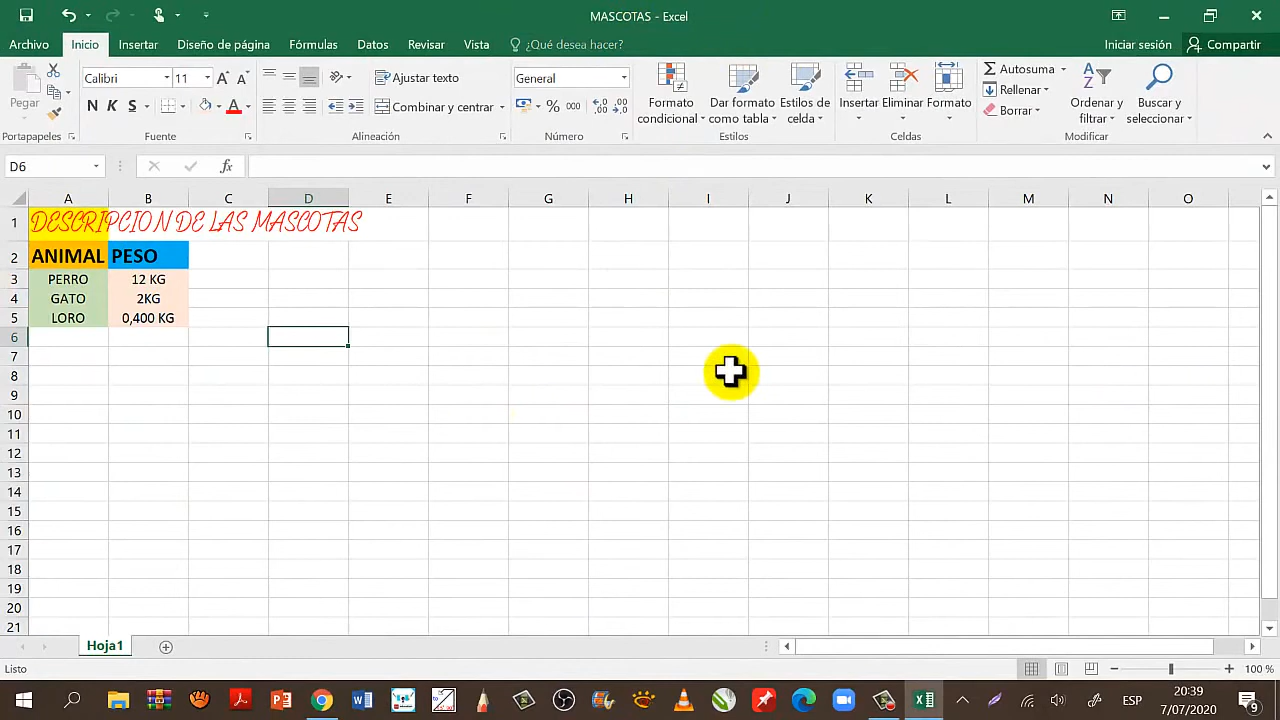 MASCOTAS - Excel
Archivo Inicio Insertar Diseño de página Fórmulas Datos Revisar Vista ¿Qué desea hacer? Iniciar sesión Compartir
Pegar
Calibri 11
N K S
Ajustar texto
Combinar y centrar
General
% 000
Formato condicional
Dar formato como tabla
Estilos de celda
Insertar Eliminar Formato
Autosuma
Rellenar
Borrar
Ordenar y filtrar
Buscar y seleccionar
Portapapeles Fuente Alineación Número Estilos Celdas Modificar
D6 fx
A B C D E F G H I J K L M N O
1 DESCRIPCION DE LAS MASCOTAS
2 ANIMAL PESO
3 PERRO 12 KG
4 GATO 2KG
5 LORO 0,400 KG
6
7
8
9
10
11
12
13
14
15
16
17
18
19
20
21
Hoja1
Listo 100 %
ESP
20:39
7/07/2020
9